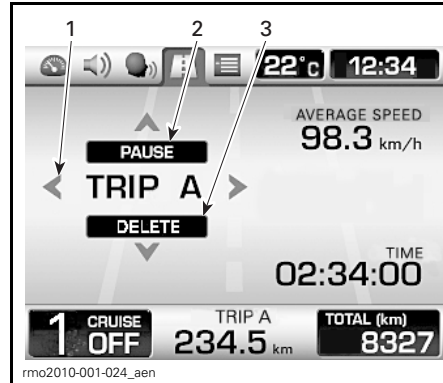 1 2 3
22°C 12:34
AVERAGE SPEED
98.3 km/h
PAUSE
TRIP A
DELETE
TIME
02:34:00
1 CRUISE OFF
TRIP A
234.5 km
TOTAL (km)
8327
rmo2010-001-024_aen